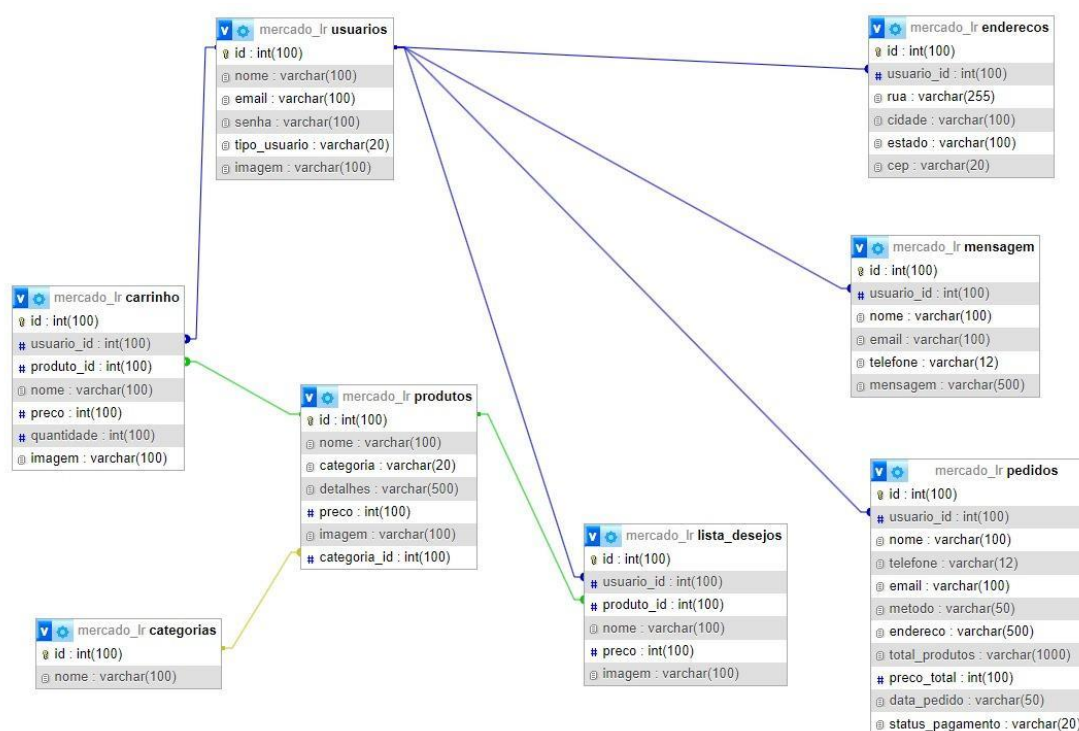 mercado_lr usuarios
id : int(100)
nome : varchar(100)
email : varchar(100)
senha : varchar(100)
tipo_usuario : varchar(20)
imagem : varchar(100)
mercado_lr enderecos
id : int(100)
# usuario_id : int(100)
rua : varchar(255)
cidade : varchar(100)
estado : varchar(100)
cep : varchar(20)
mercado_lr mensagem
id : int(100)
# usuario_id : int(100)
nome : varchar(100)
email : varchar(100)
telefone : varchar(12)
mensagem : varchar(500)
mercado_lr carrinho
id : int(100)
# usuario_id : int(100)
# produto_id : int(100)
nome : varchar(100)
# preco : int(100)
# quantidade : int(100)
imagem : varchar(100)
mercado_lr produtos
id : int(100)
nome : varchar(100)
categoria : varchar(20)
detalhes : varchar(500)
# preco : int(100)
imagem : varchar(100)
# categoria_id : int(100)
mercado_lr pedidos
id : int(100)
# usuario_id : int(100)
nome : varchar(100)
telefone : varchar(12)
email : varchar(100)
metodo : varchar(50)
endereco : varchar(500)
total_produtos : varchar(1000)
# preco_total : int(100)
data_pedido : varchar(50)
status_pagamento : varchar(20)
mercado_lr lista_desejos
id : int(100)
# usuario_id : int(100)
# produto_id : int(100)
nome : varchar(100)
# preco : int(100)
imagem : varchar(100)
mercado_lr categorias
id : int(100)
nome : varchar(100)